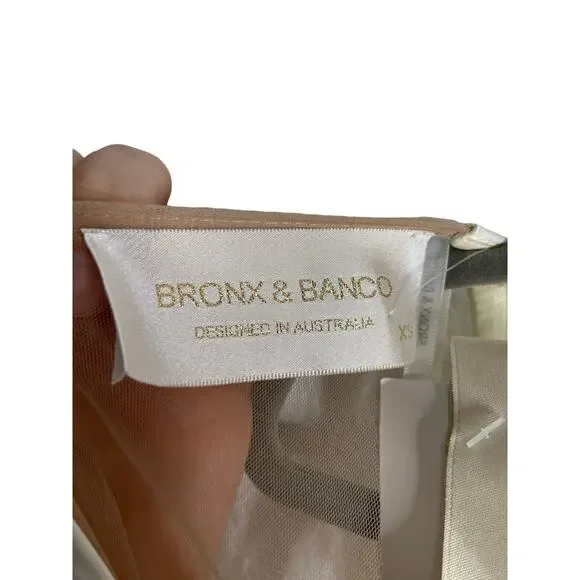 BRONX & BANCO
DESIGNED IN AUSTRALIA
XS